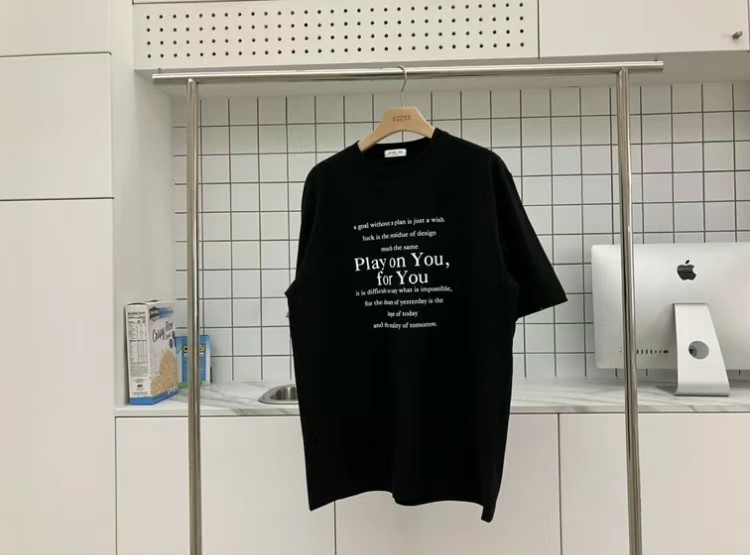 a goal without a plan is just a wish
luck is the residue of design
much the same
Play on You,
for You
it is difficult to say what is impossible,
for the dream of yesterday is the
hope of today
and the reality of tomorrow.